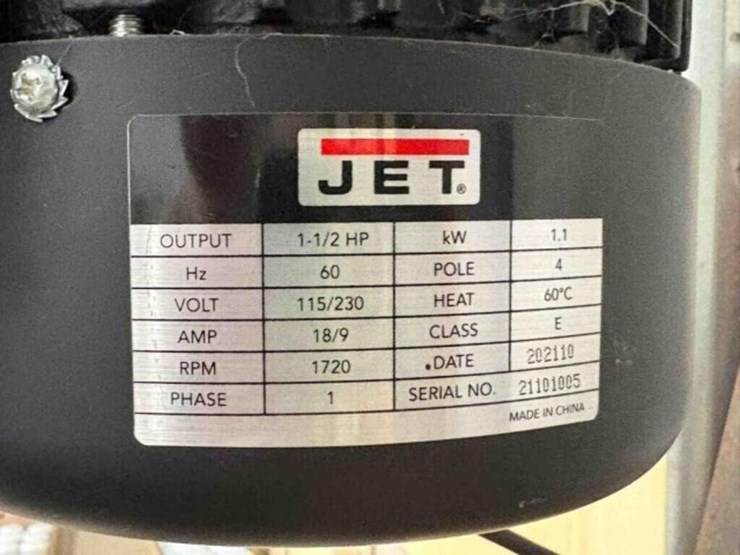 JET®
OUTPUT 1-1/2 HP kW 1.1
Hz 60 POLE 4
VOLT 115/230 HEAT 60°C
AMP 18/9 CLASS E
RPM 1720 .DATE 202110
PHASE 1 SERIAL NO. 21101005
MADE IN CHINA